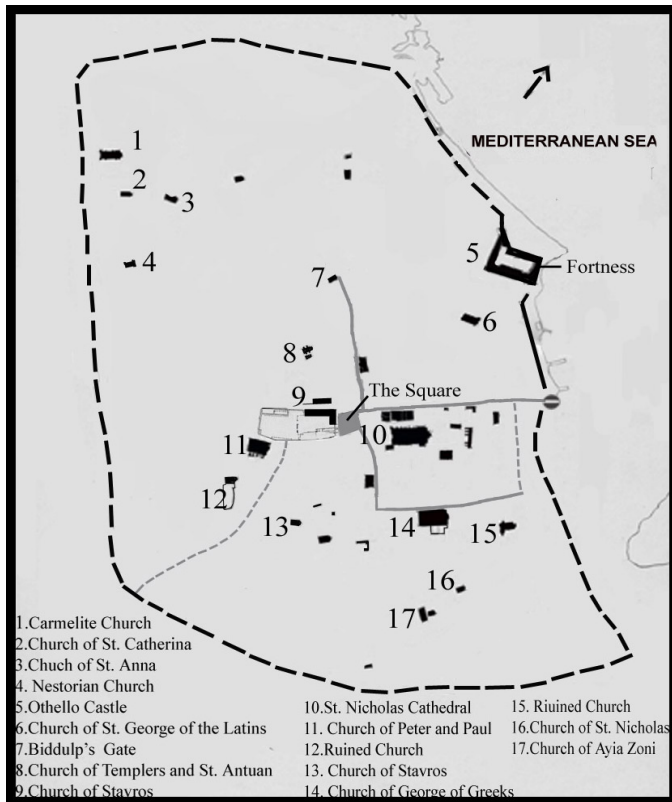 MEDITERRANEAN SEA
1
2
3
4
5
Fortness
6
7
8
9
The Square
10
11
12
13
14
15
16
17
1.Carmelite Church
2.Church of St. Catherina
3.Chuch of St. Anna
4. Nestorian Church
5.Othello Castle
6.Church of St. George of the Latins
7.Biddulp's Gate
8.Church of Templers and St. Antuan
9.Church of Stavros
10.St. Nicholas Cathedral
11. Church of Peter and Paul
12.Ruined Church
13. Church of Stavros
14. Church of George of Greeks
15. Riuined Church
16.Church of St. Nicholas
17.Church of Ayia Zoni